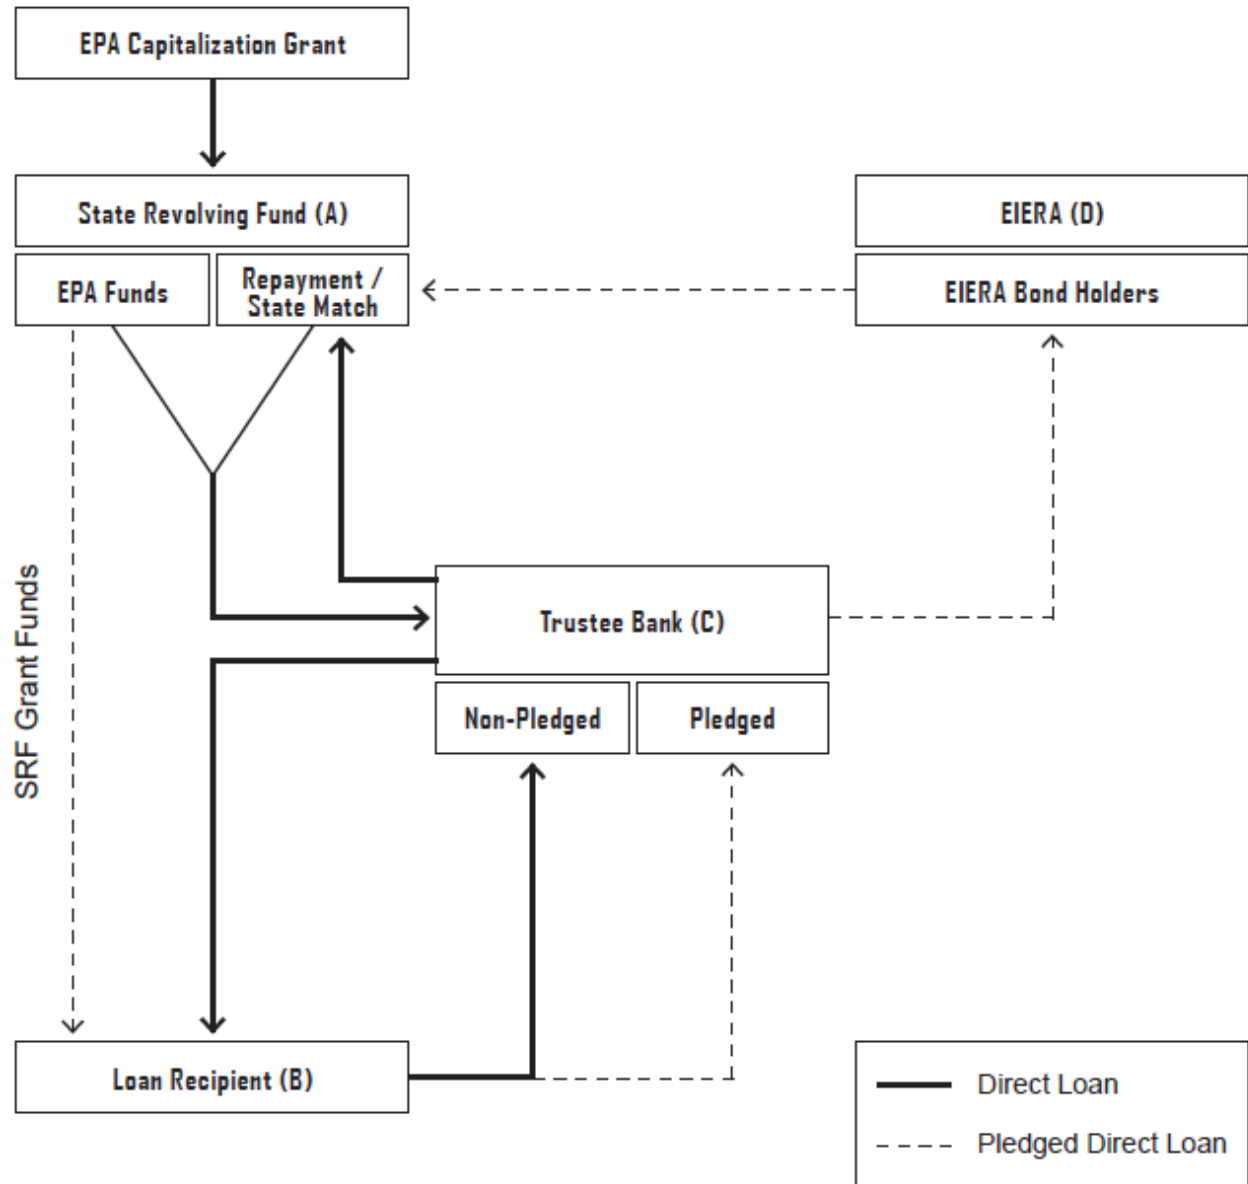 EPA Capitalization Grant
State Revolving Fund (A)
EPA Funds
Repayment /
State Match
EIERA (D)
EIERA Bond Holders
SRF Grant Funds
Trustee Bank (C)
Non-Pledged
Pledged
Loan Recipient (B)
Direct Loan
Pledged Direct Loan